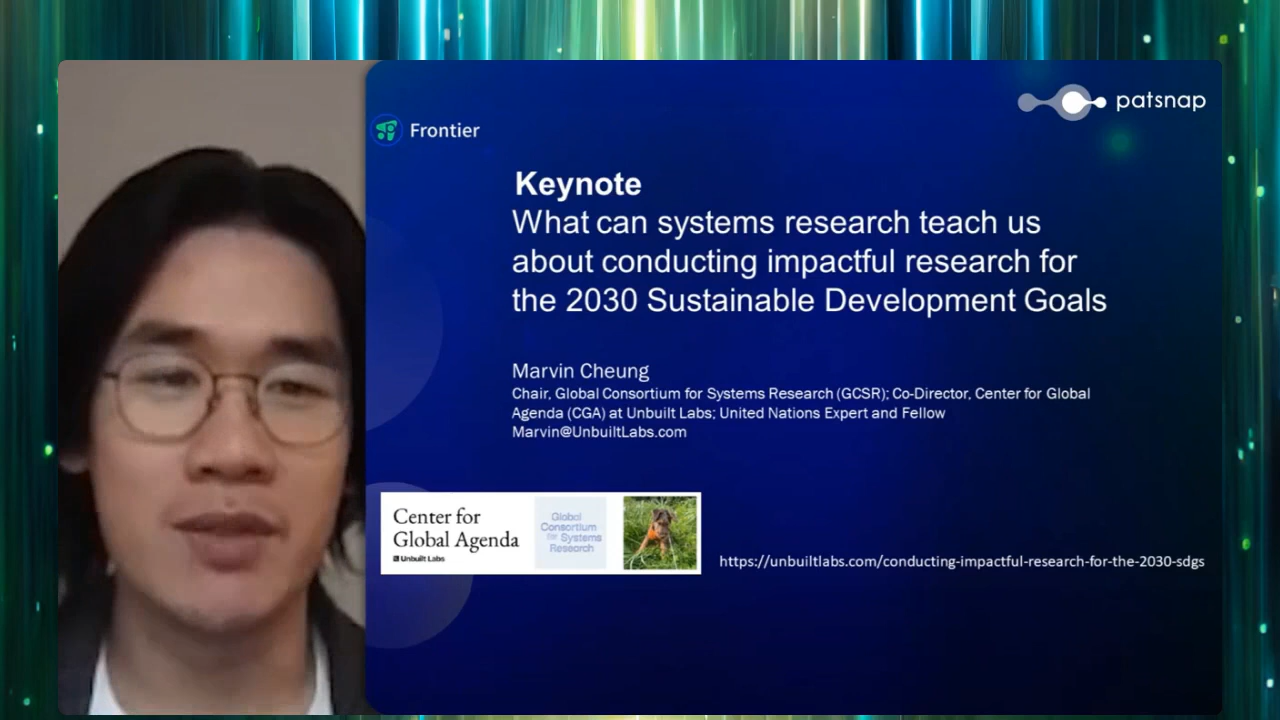 patsnap
Frontier
Keynote
What can systems research teach us
about conducting impactful research for
the 2030 Sustainable Development Goals
Marvin Cheung
Chair, Global Consortium for Systems Research (GCSR); Co-Director, Center for Global
Agenda (CGA) at Unbuilt Labs; United Nations Expert and Fellow
Marvin@UnbuiltLabs.com
Center for
Global Agenda
Unbuilt Labs
Global
Consortium
for Systems
Research
https://unbuiltlabs.com/conducting-impactful-research-for-the-2030-sdgs